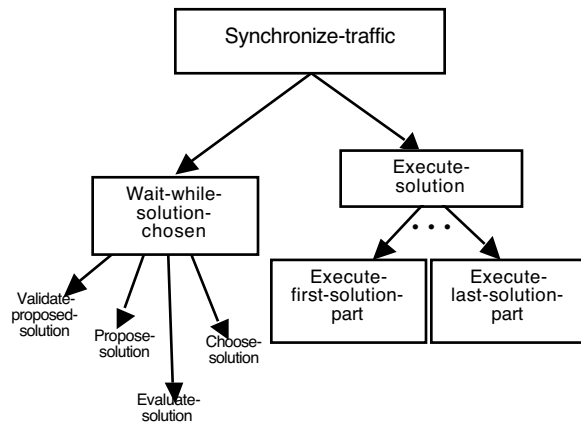 Synchronize-traffic
Wait-while-
solution-
chosen
Execute-
solution
. . .
Execute-
first-solution-
part
Execute-
last-solution-
part
Validate-
proposed-
solution
Propose-
solution
Evaluate-
solution
Choose-
solution